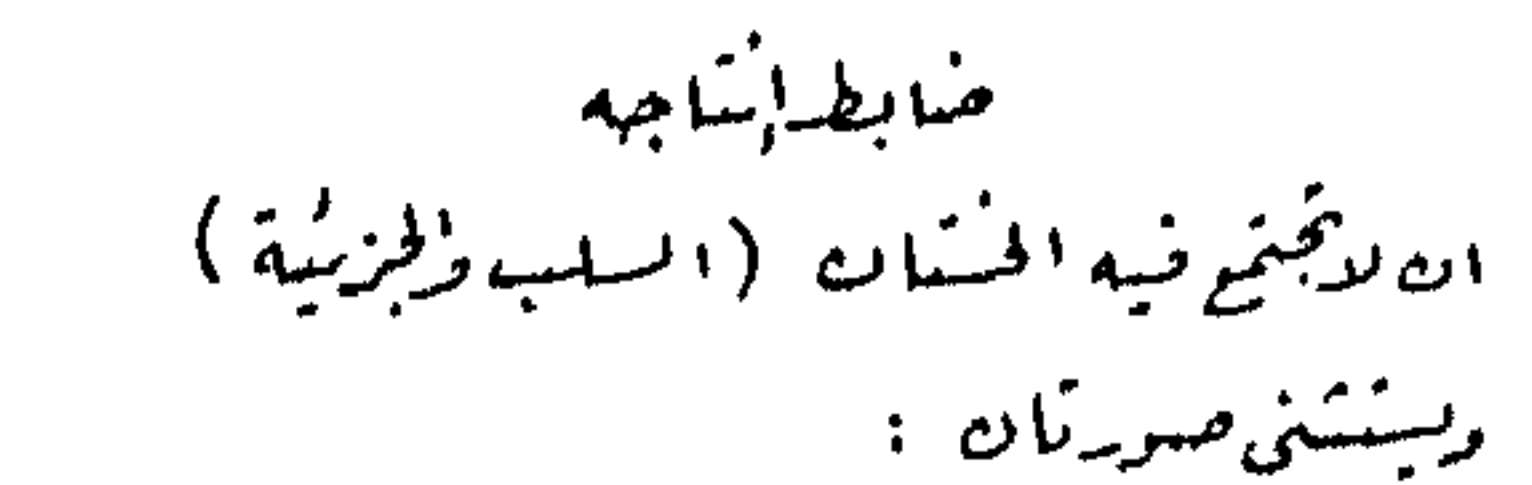 ضابط إنتاجه
ان لا تجتمع فيه الخستان (السلب والجزئية)
ويستثنى صورتان :